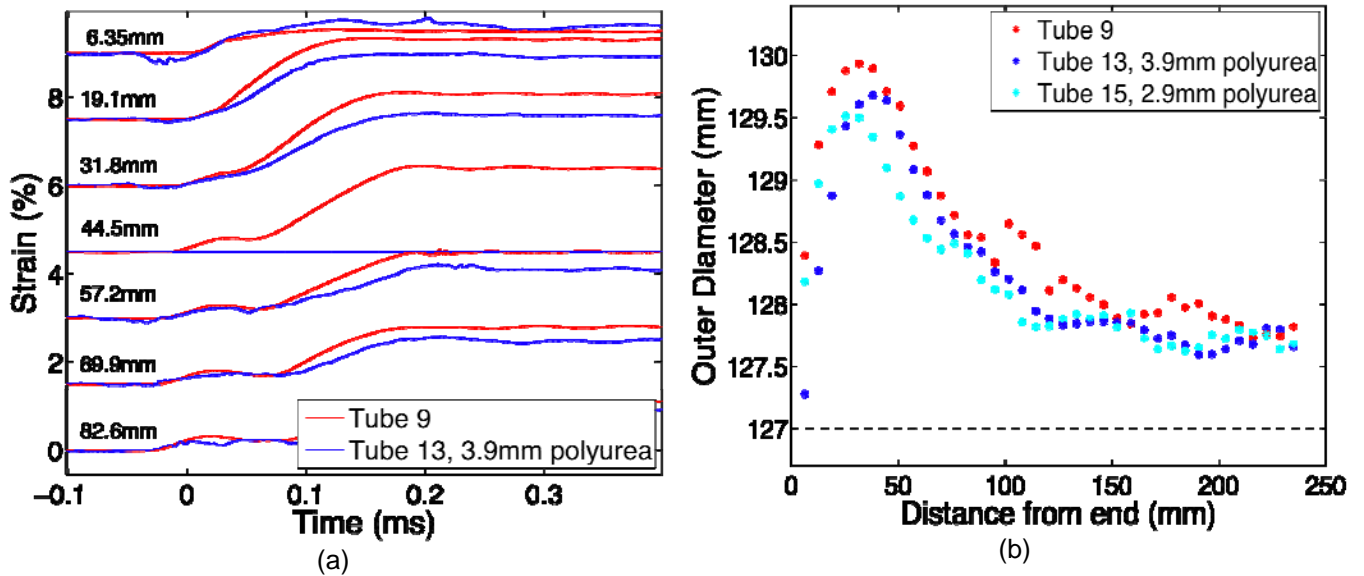 6.35mm
19.1mm
31.8mm
44.5mm
57.2mm
69.9mm
82.6mm
8
6
4
2
0
Strain (%)
Tube 9
Tube 13, 3.9mm polyurea
−0.1
0
0.1
0.2
0.3
Time (ms)
(a)
Tube 9
Tube 13, 3.9mm polyurea
Tube 15, 2.9mm polyurea
130
129.5
129
128.5
128
127.5
127
Outer Diameter (mm)
0
50
100
150
200
250
Distance from end (mm)
(b)